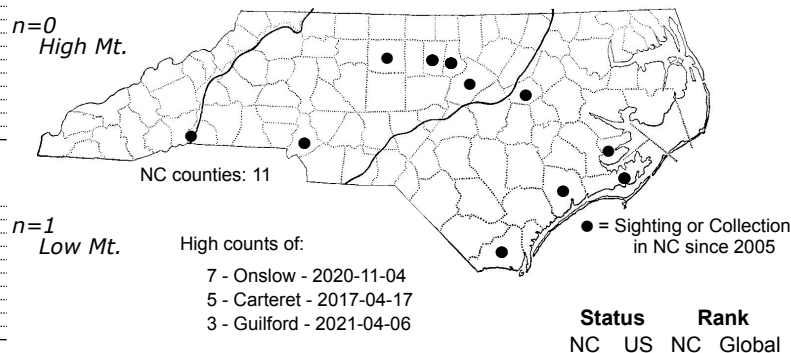 n=0
High Mt.
NC counties: 11
n=1
Low Mt.
High counts of:
7 - Onslow - 2020-11-04
5 - Carteret - 2017-04-17
3 - Guilford - 2021-04-06
= Sighting or Collection
in NC since 2005
Status Rank
NC US NC Global